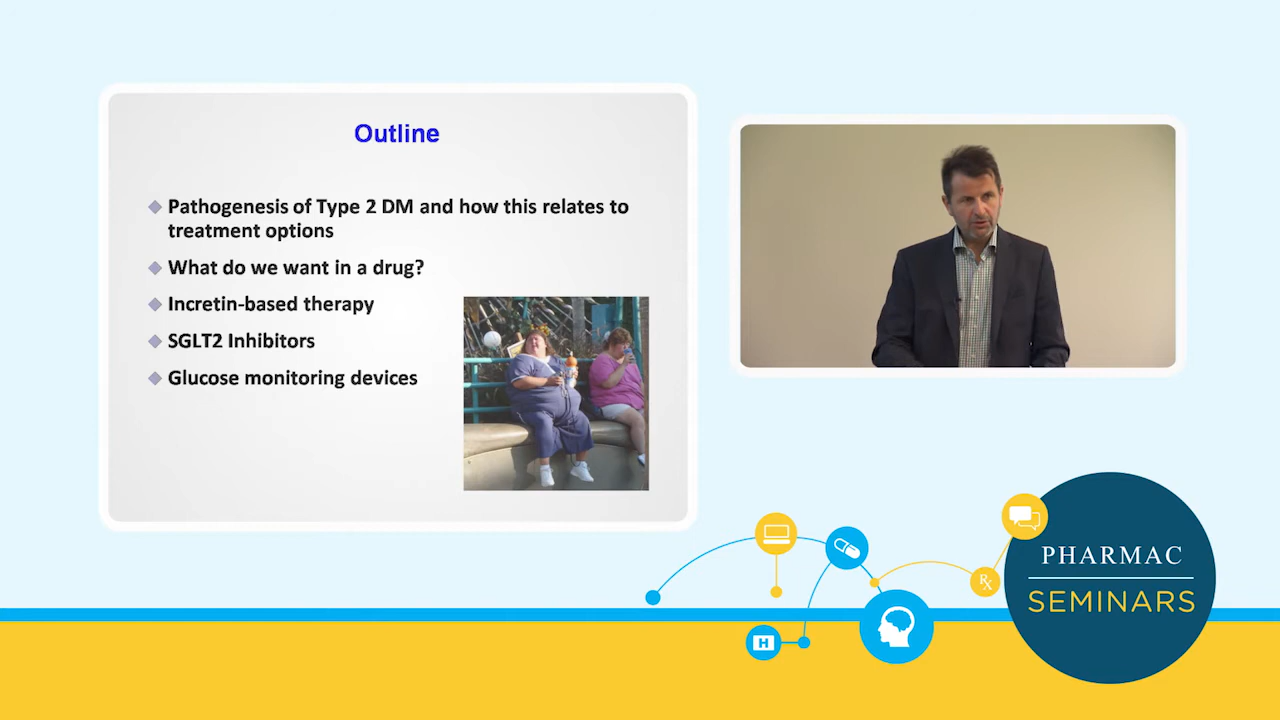 Outline
Pathogenesis of Type 2 DM and how this relates to
treatment options
What do we want in a drug?
Incretin-based therapy
SGLT2 Inhibitors
Glucose monitoring devices
PHARMAC
SEMINARS
Rx
H